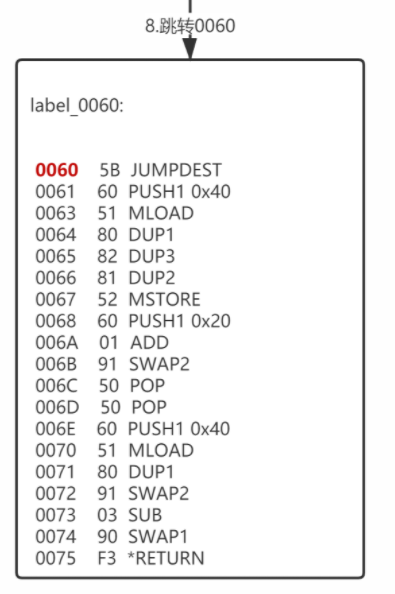 8.跳转0060
label_0060:
0060 5B JUMPDEST
0061 60 PUSH1 0x40
0063 51 MLOAD
0064 80 DUP1
0065 82 DUP3
0066 81 DUP2
0067 52 MSTORE
0068 60 PUSH1 0x20
006A 01 ADD
006B 91 SWAP2
006C 50 POP
006D 50 POP
006E 60 PUSH1 0x40
0070 51 MLOAD
0071 80 DUP1
0072 91 SWAP2
0073 03 SUB
0074 90 SWAP1
0075 F3 *RETURN